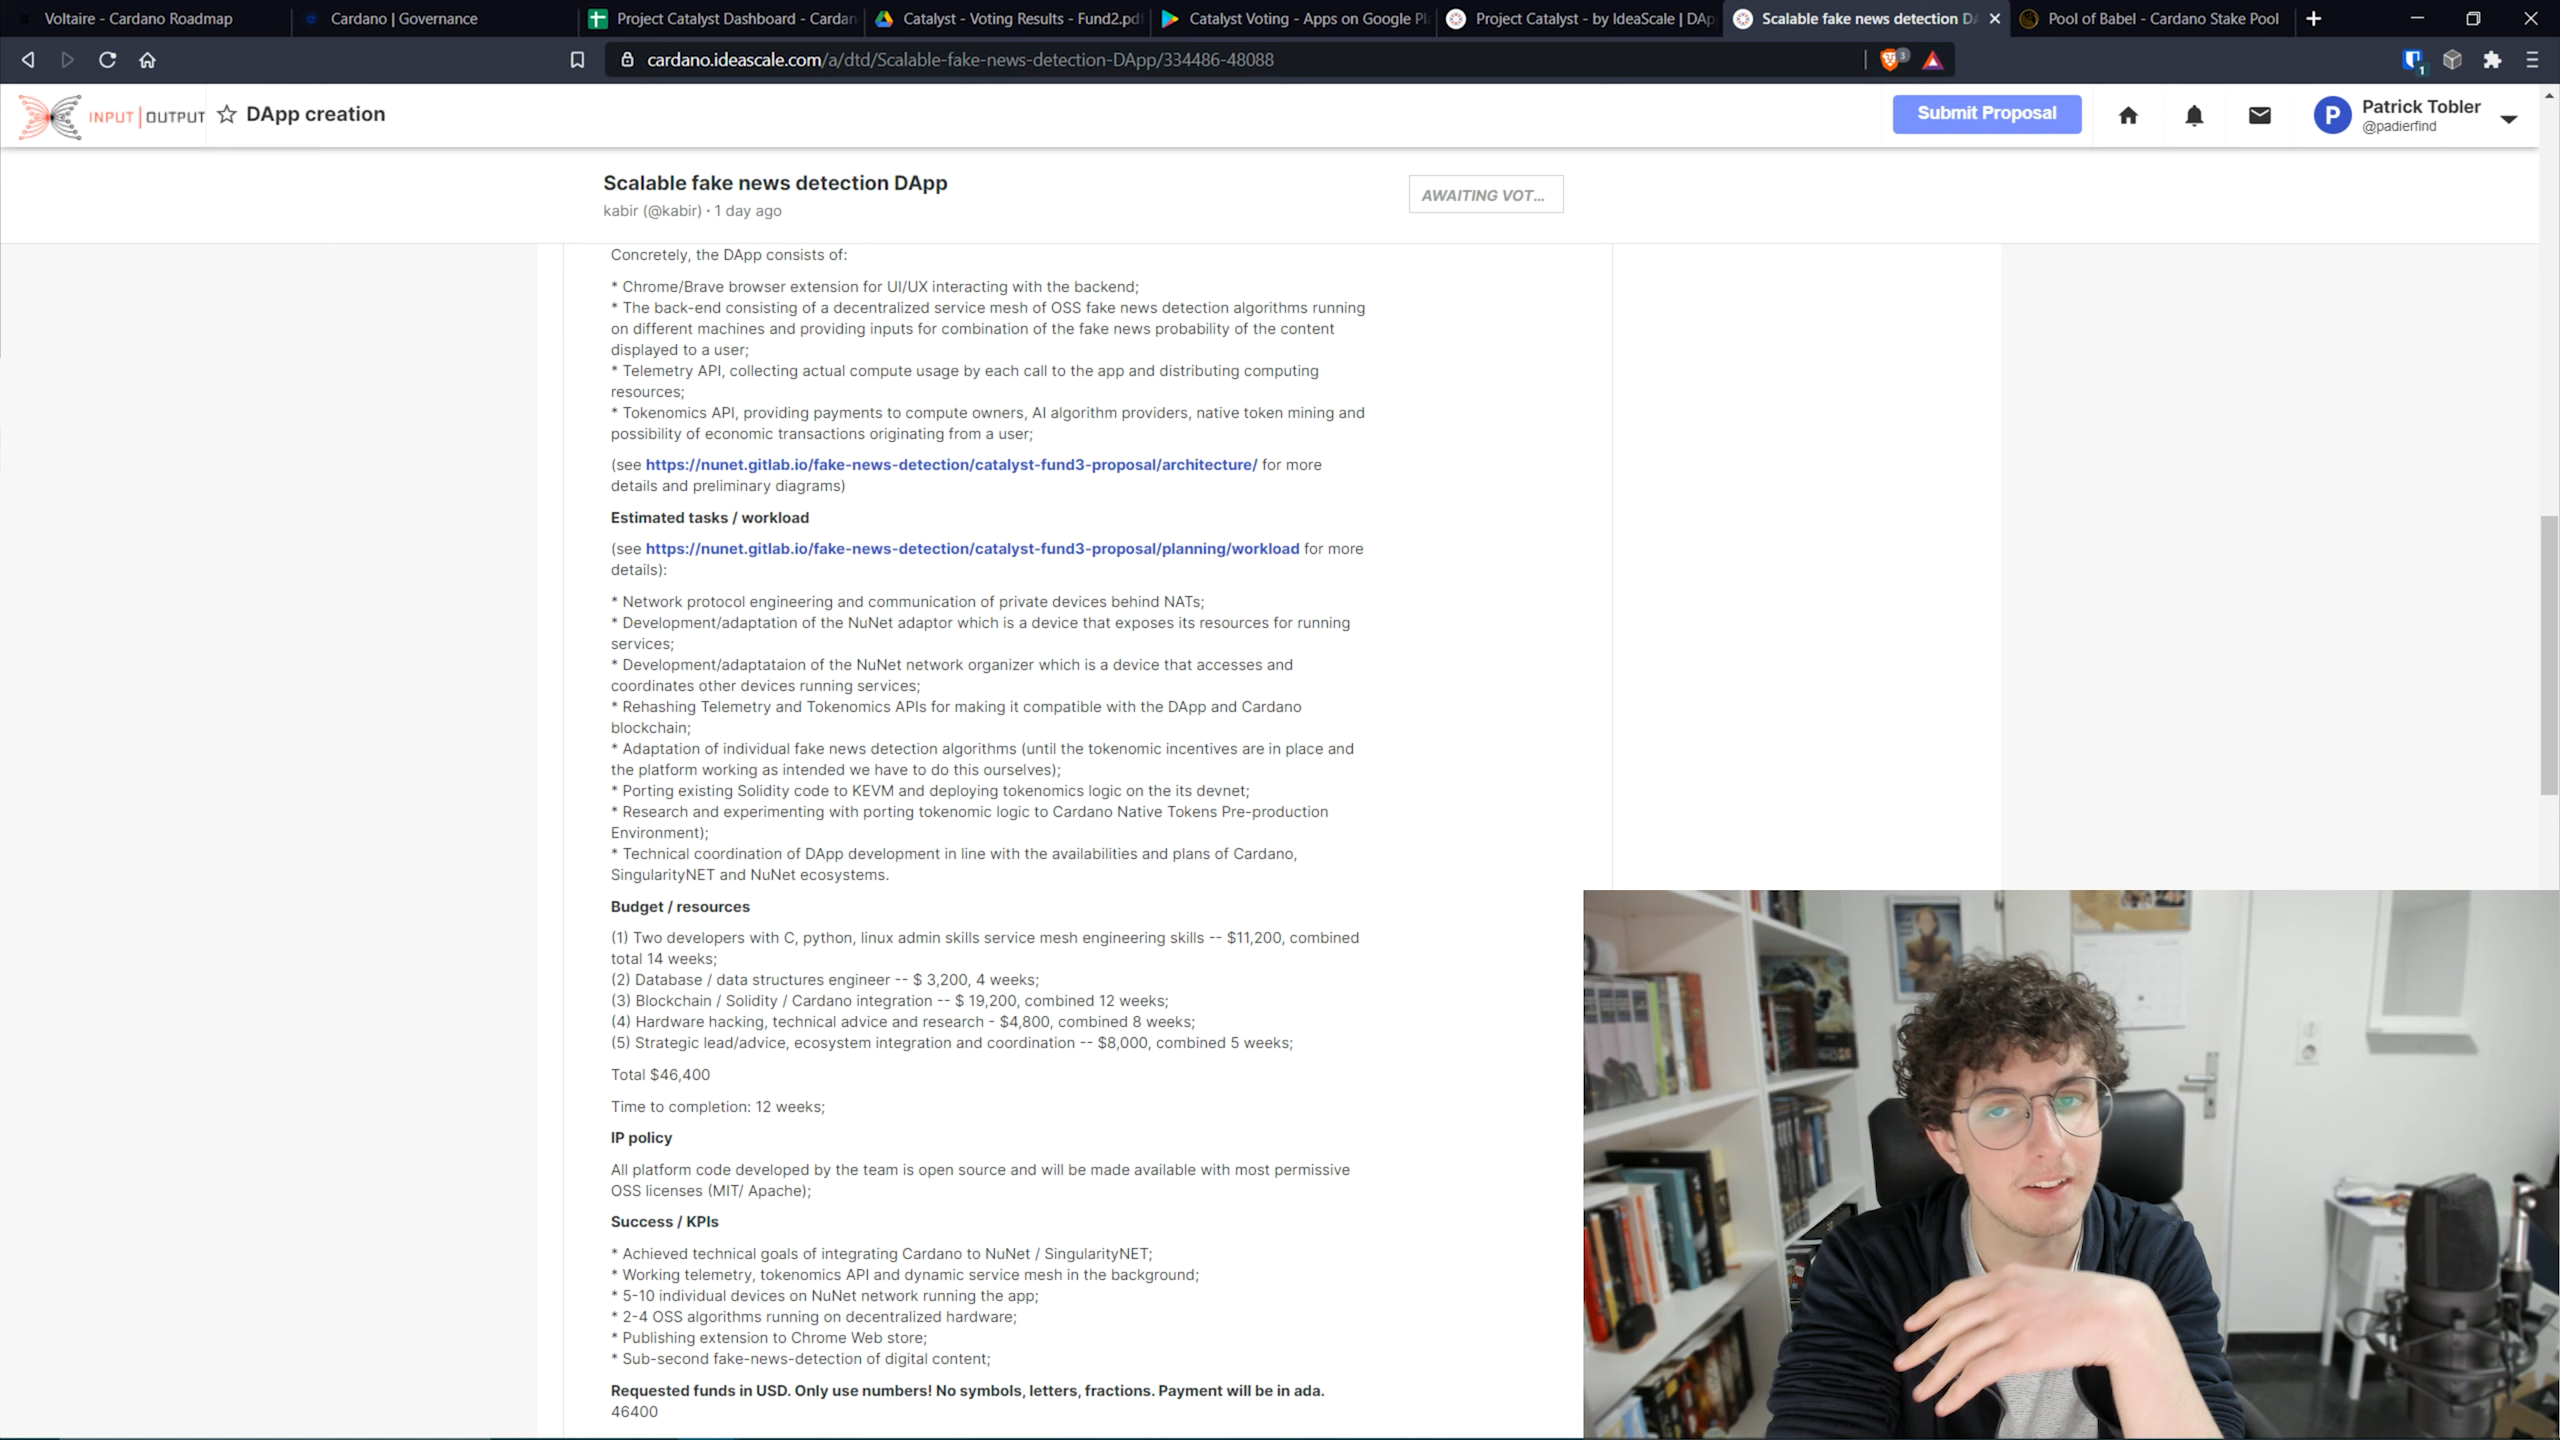 Voltaire - Cardano Roadmap
Cardano | Governance
Project Catalyst Dashboard - Cardan
Catalyst - Voting Results - Fund2.pdf
Catalyst Voting - Apps on Google Pl
Project Catalyst - by IdeaScale | DAp
Scalable fake news detection DA
Pool of Babel - Cardano Stake Pool
cardano.ideascale.com/a/dtd/Scalable-fake-news-detection-DApp/334486-48088
3
1
INPUT | OUTPUT
DApp creation
Submit Proposal
P
Patrick Tobler
@padierfind
Scalable fake news detection DApp
kabir (@kabir) · 1 day ago
AWAITING VOT...
Concretely, the DApp consists of:
* Chrome/Brave browser extension for UI/UX interacting with the backend;
* The back-end consisting of a decentralized service mesh of OSS fake news detection algorithms running
on different machines and providing inputs for combination of the fake news probability of the content
displayed to a user;
* Telemetry API, collecting actual compute usage by each call to the app and distributing computing
resources;
* Tokenomics API, providing payments to compute owners, AI algorithm providers, native token mining and
possibility of economic transactions originating from a user;
(see https://nunet.gitlab.io/fake-news-detection/catalyst-fund3-proposal/architecture/ for more
details and preliminary diagrams)
Estimated tasks / workload
(see https://nunet.gitlab.io/fake-news-detection/catalyst-fund3-proposal/planning/workload for more
details):
* Network protocol engineering and communication of private devices behind NATs;
* Development/adaptation of the NuNet adaptor which is a device that exposes its resources for running
services;
* Development/adaptataion of the NuNet network organizer which is a device that accesses and
coordinates other devices running services;
* Rehashing Telemetry and Tokenomics APIs for making it compatible with the DApp and Cardano
blockchain;
* Adaptation of individual fake news detection algorithms (until the tokenomic incentives are in place and
the platform working as intended we have to do this ourselves);
* Porting existing Solidity code to KEVM and deploying tokenomics logic on the its devnet;
* Research and experimenting with porting tokenomic logic to Cardano Native Tokens Pre-production
Environment);
* Technical coordination of DApp development in line with the availabilities and plans of Cardano,
SingularityNET and NuNet ecosystems.
Budget / resources
(1) Two developers with C, python, linux admin skills service mesh engineering skills -- $11,200, combined
total 14 weeks;
(2) Database / data structures engineer -- $ 3,200, 4 weeks;
(3) Blockchain / Solidity / Cardano integration -- $ 19,200, combined 12 weeks;
(4) Hardware hacking, technical advice and research - $4,800, combined 8 weeks;
(5) Strategic lead/advice, ecosystem integration and coordination -- $8,000, combined 5 weeks;
Total $46,400
Time to completion: 12 weeks;
IP policy
All platform code developed by the team is open source and will be made available with most permissive
OSS licenses (MIT/ Apache);
Success / KPIs
* Achieved technical goals of integrating Cardano to NuNet / SingularityNET;
* Working telemetry, tokenomics API and dynamic service mesh in the background;
* 5-10 individual devices on NuNet network running the app;
* 2-4 OSS algorithms running on decentralized hardware;
* Publishing extension to Chrome Web store;
* Sub-second fake-news-detection of digital content;
Requested funds in USD. Only use numbers! No symbols, letters, fractions. Payment will be in ada.
46400